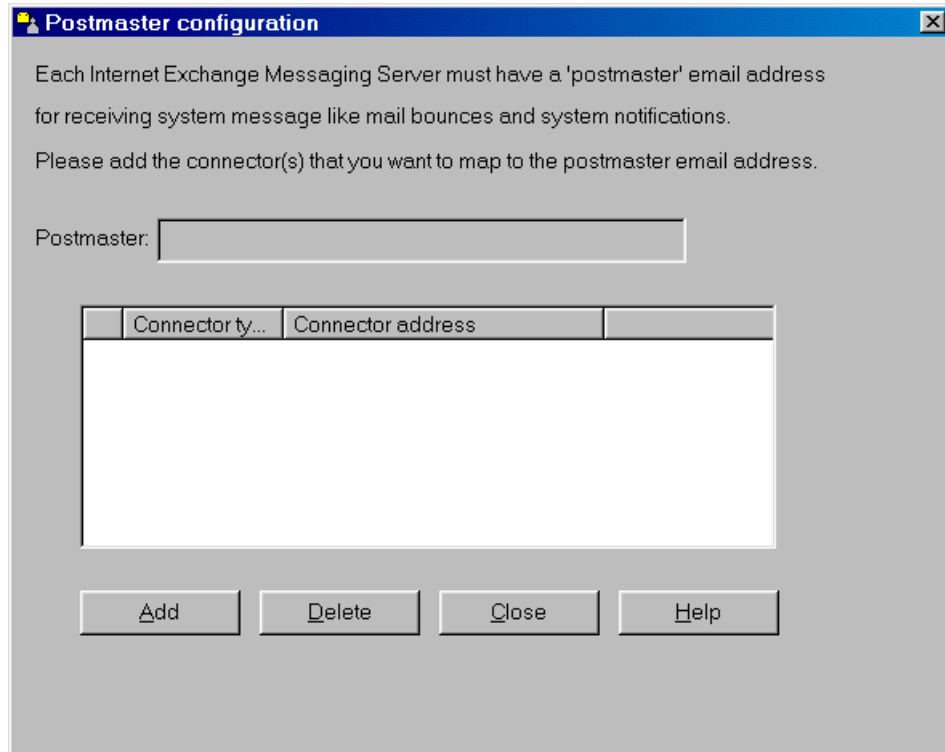 Postmaster configuration
Each Internet Exchange Messaging Server must have a 'postmaster' email address
for receiving system message like mail bounces and system notifications.
Please add the connector(s) that you want to map to the postmaster email address.
Postmaster:
Connector ty... Connector address
Add Delete Close Help